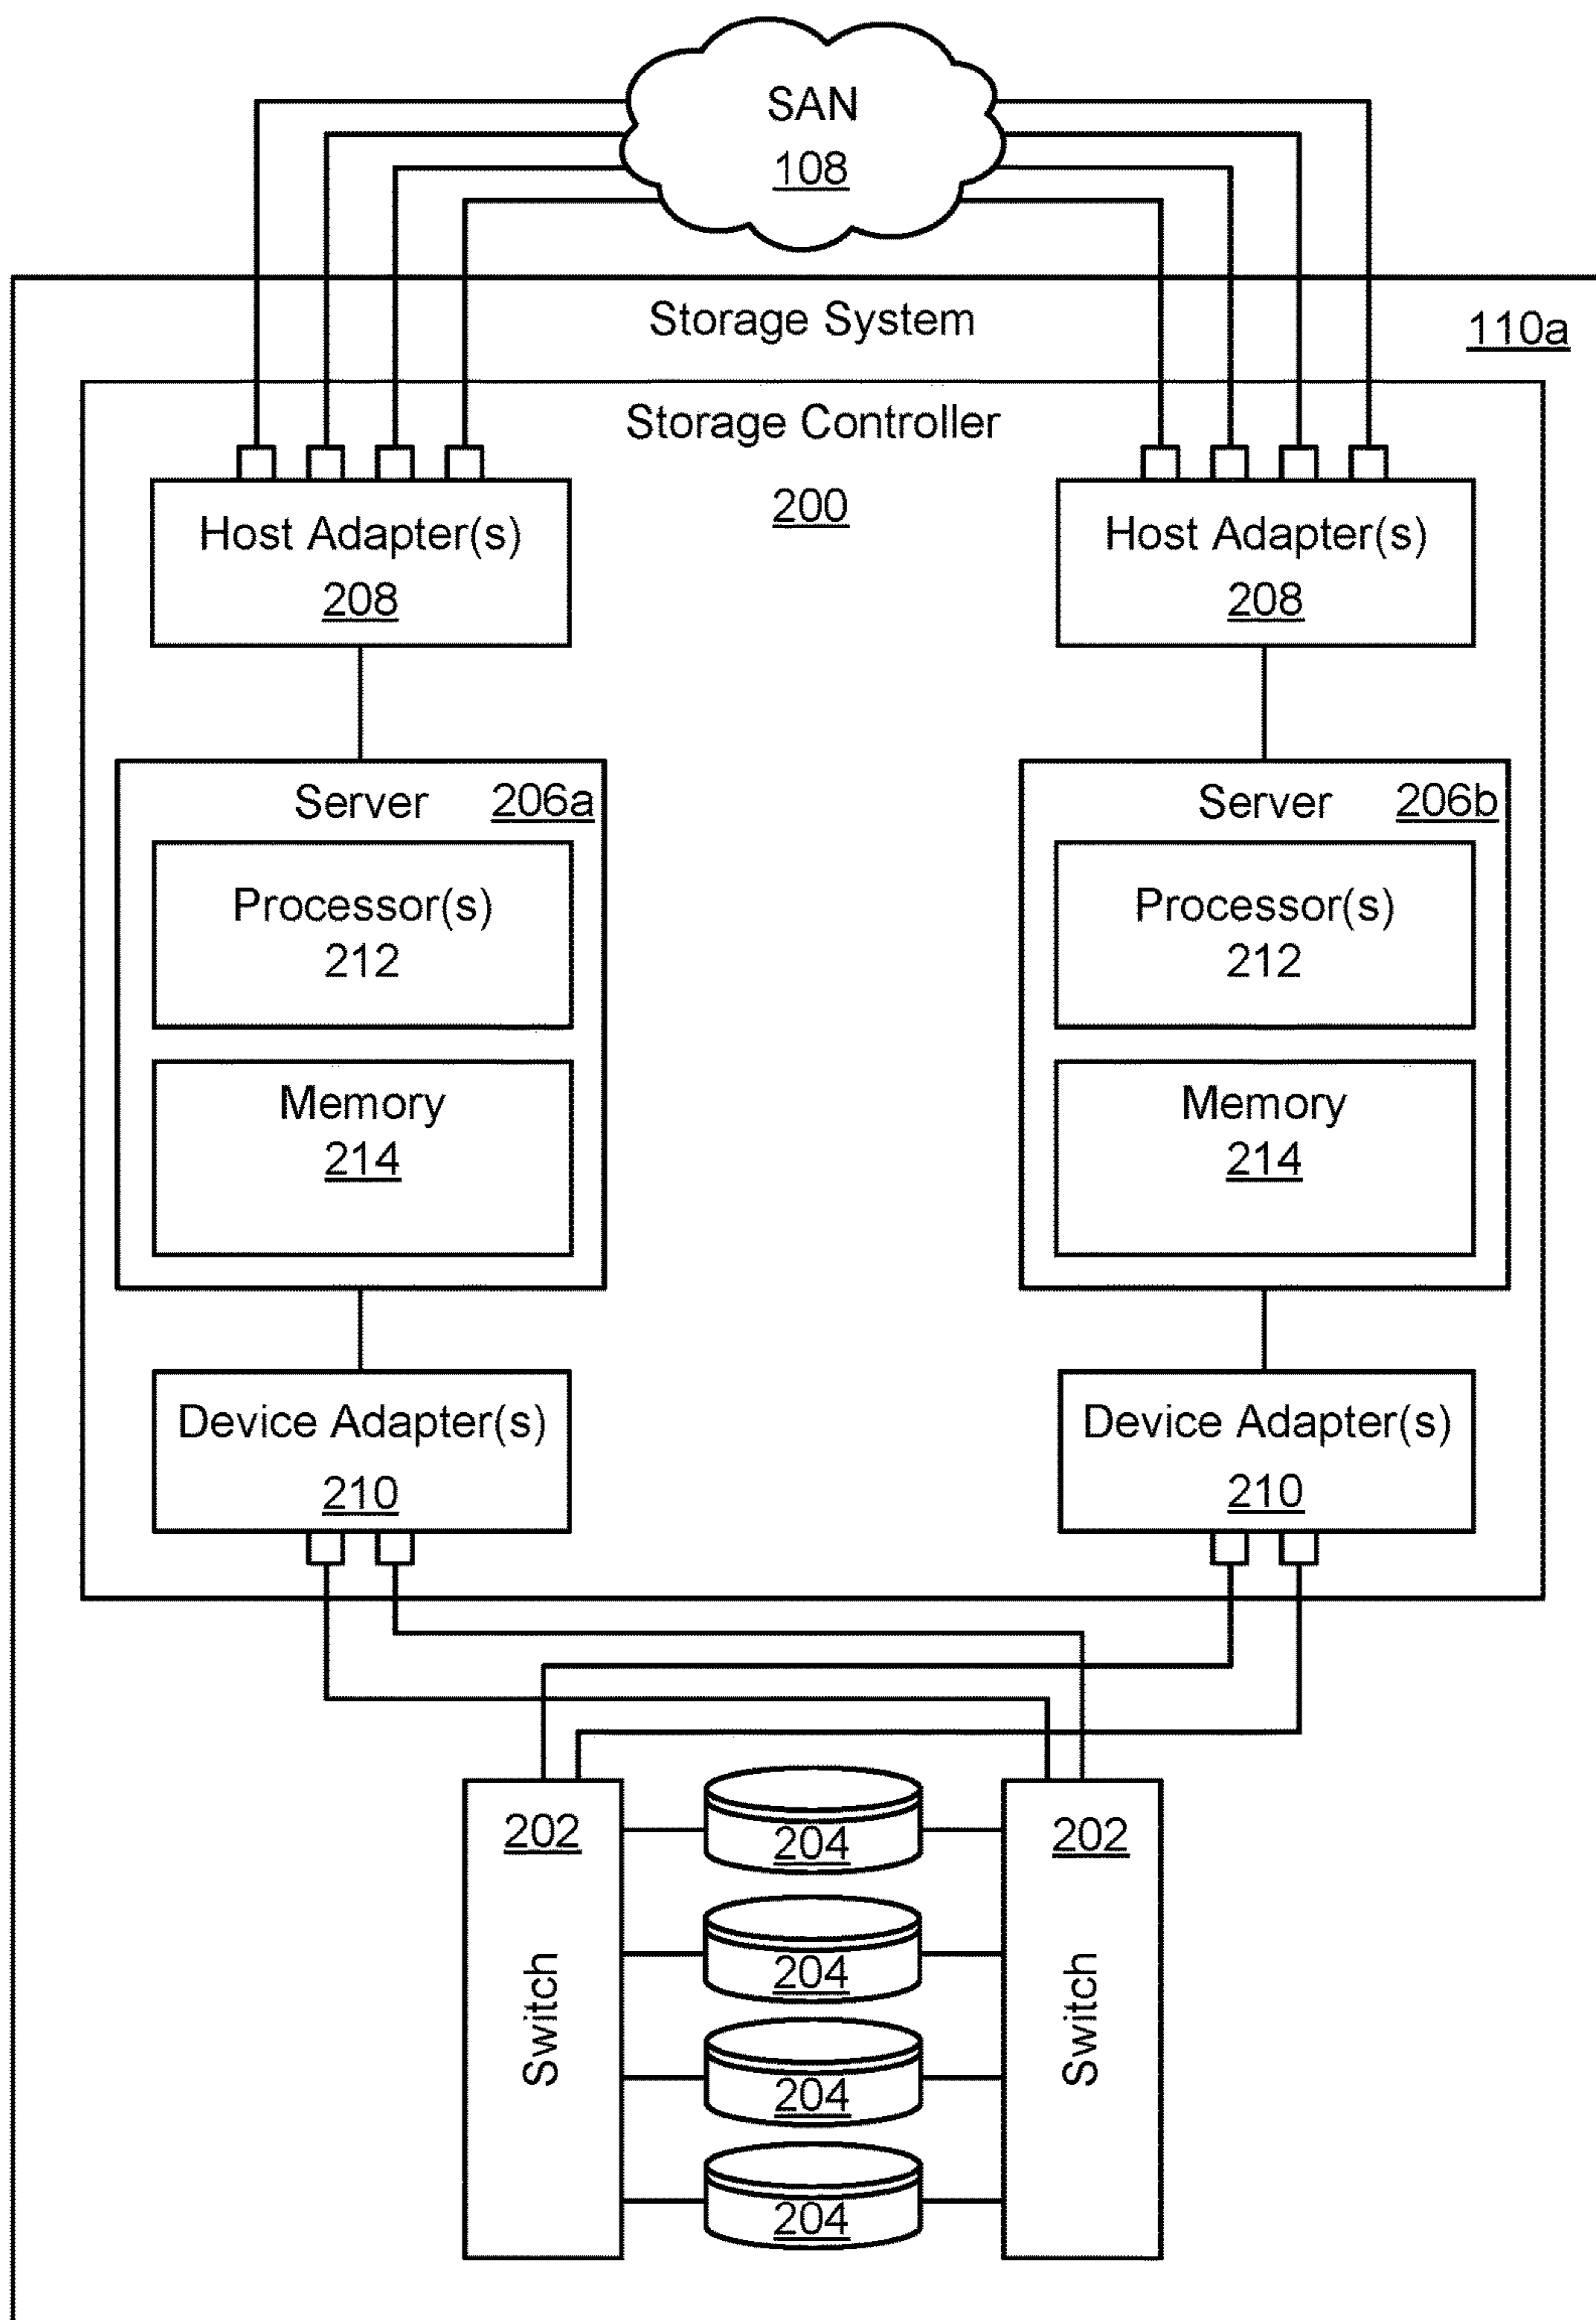 SAN
108
Storage System
110a
Storage Controller
200
Host Adapter(s)
208
Host Adapter(s)
208
Server 206a
Processor(s)
212
Memory
214
Server 206b
Processor(s)
212
Memory
214
Device Adapter(s)
210
Device Adapter(s)
210
202
Switch
204
204
204
204
202
Switch